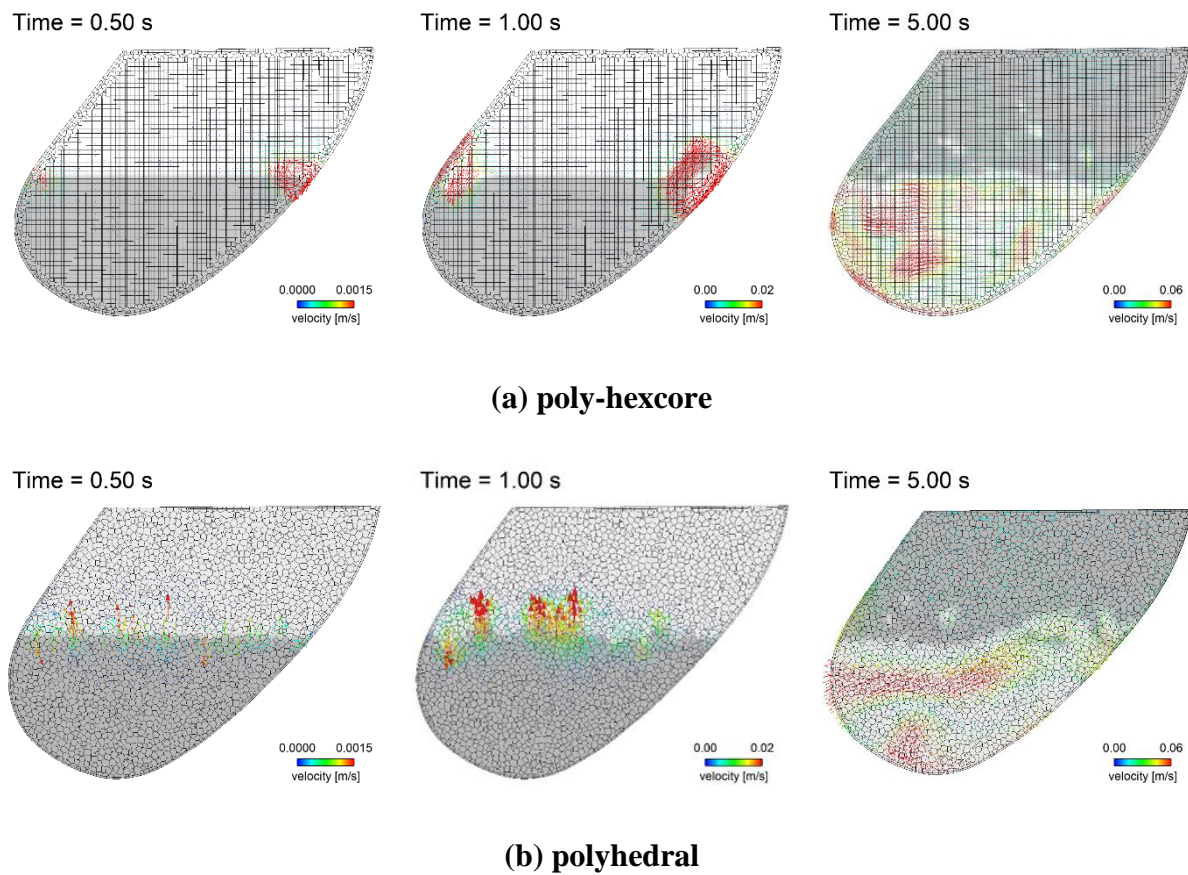 Time = 0.50 s
Time = 1.00 s
Time = 5.00 s
0.0000 0.0015
velocity [m/s]
0.00 0.02
velocity [m/s]
0.00 0.06
velocity [m/s]
(a) poly-hexcore
Time = 0.50 s
Time = 1.00 s
Time = 5.00 s
0.0000 0.0015
velocity [m/s]
0.00 0.02
velocity [m/s]
0.00 0.06
velocity [m/s]
(b) polyhedral